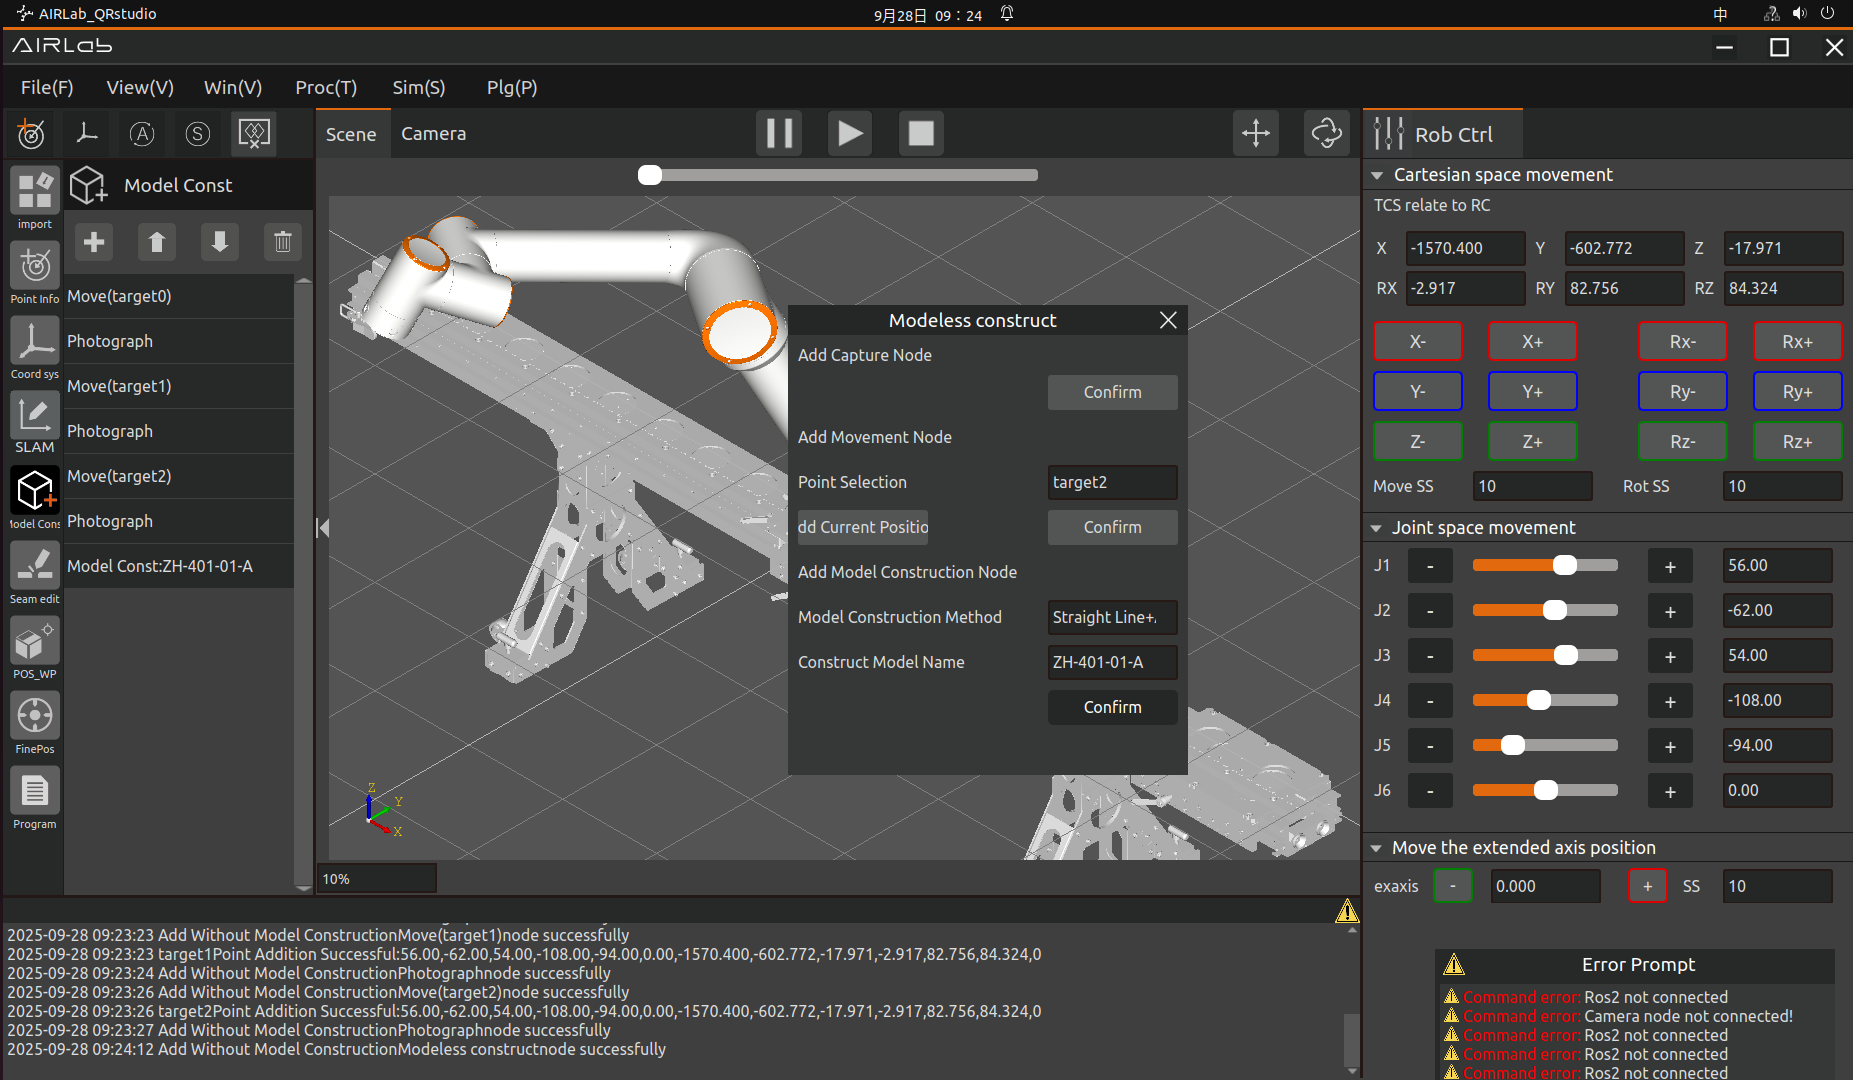 AIRLab_QRstudio
9月28日 09：24
中
AIRLab
File(F) View(V) Win(V) Proc(T) Sim(S) Plg(P)
Scene Camera
Rob Ctrl
import
Point Info
Coord sys
SLAM
Model Cons
Seam edit
POS_WP
FinePos
Program
Model Const
Move(target0)
Photograph
Move(target1)
Photograph
Move(target2)
Photograph
Model Const:ZH-401-01-A
Z
Y
X
10%
Modeless construct
Add Capture Node
Confirm
Add Movement Node
Point Selection target2
dd Current Positio Confirm
Add Model Construction Node
Model Construction Method Straight Line+
Construct Model Name ZH-401-01-A
Confirm
Cartesian space movement
TCS relate to RC
X -1570.400 Y -602.772 Z -17.971
RX -2.917 RY 82.756 RZ 84.324
X- X+ Rx- Rx+
Y- Y+ Ry- Ry+
Z- Z+ Rz- Rz+
Move SS 10 Rot SS 10
Joint space movement
J1 - + 56.00
J2 - + -62.00
J3 - + 54.00
J4 - + -108.00
J5 - + -94.00
J6 - + 0.00
Move the extended axis position
exaxis - 0.000 + SS 10
2025-09-28 09:23:23 Add Without Model ConstructionMove(target1)node successfully
2025-09-28 09:23:23 target1Point Addition Successful:56.00,-62.00,54.00,-108.00,-94.00,0.00,-1570.400,-602.772,-17.971,-2.917,82.756,84.324,0
2025-09-28 09:23:24 Add Without Model ConstructionPhotographnode successfully
2025-09-28 09:23:26 Add Without Model ConstructionMove(target2)node successfully
2025-09-28 09:23:26 target2Point Addition Successful:56.00,-62.00,54.00,-108.00,-94.00,0.00,-1570.400,-602.772,-17.971,-2.917,82.756,84.324,0
2025-09-28 09:23:27 Add Without Model ConstructionPhotographnode successfully
2025-09-28 09:24:12 Add Without Model ConstructionModeless constructnode successfully
Error Prompt
Command error: Ros2 not connected
Command error: Camera node not connected!
Command error: Ros2 not connected
Command error: Ros2 not connected
Command error: Ros2 not connected